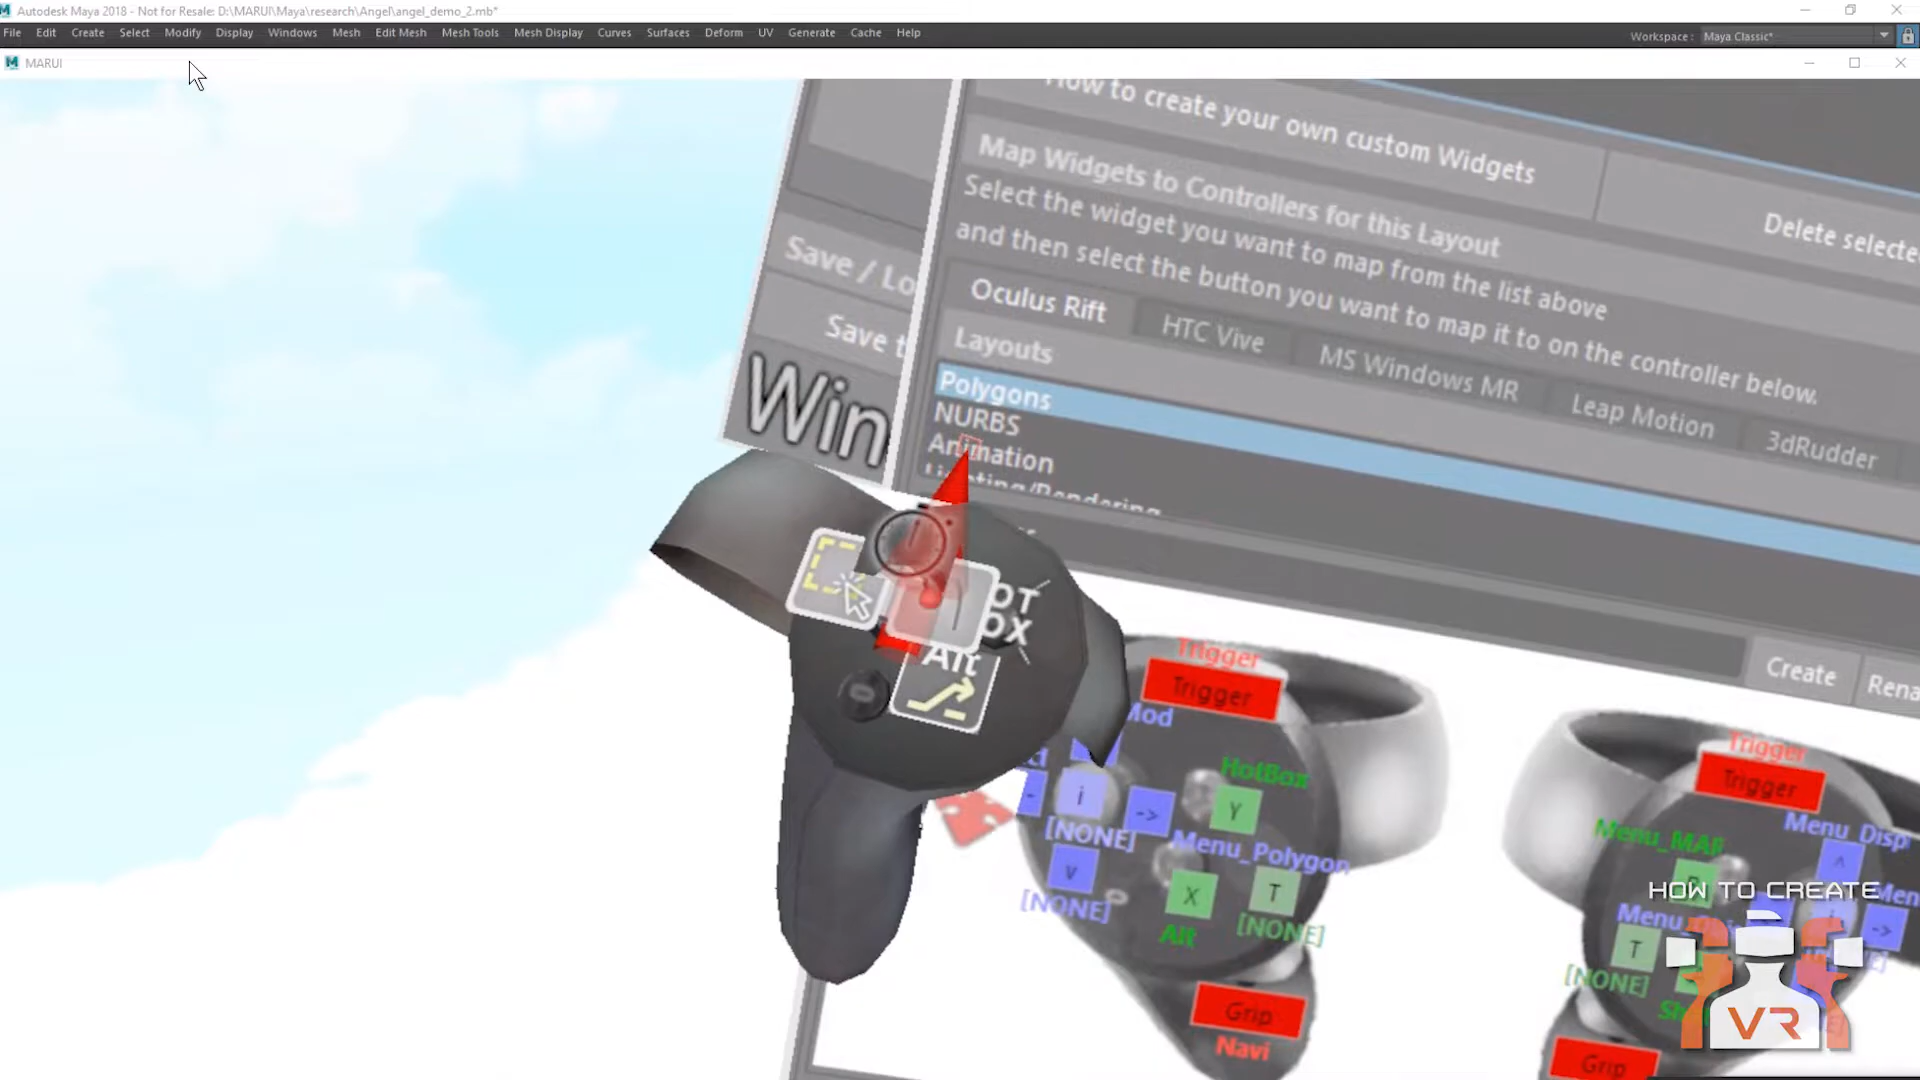 Autodesk Maya 2018 - Not for Resale: D:\MARUI\Maya\research\Angel\angel_demo_2.mb*
File Edit Create Select Modify Display Windows Mesh Edit Mesh Mesh Tools Mesh Display Curves Surfaces Deform UV Generate Cache Help
Workspace : Maya Classic*
MARUI
How to create your own custom Widgets
Delete selecte
Map Widgets to Controllers for this Layout
Select the widget you want to map from the list above
and then select the button you want to map it to on the controller below.
Save / Lo
Save t
Win
Oculus Rift HTC Vive MS Windows MR Leap Motion 3dRudder
Layouts
Polygons
NURBS
Animation
Lighting/Rendering
Create Rena
Alt
Trigger
Trigger
Mod
HotBox
i -> Y
[NONE] Menu_Polygon
v X T
[NONE] Alt [NONE]
Grip
Navi
Trigger
Trigger
Menu_Disp
^
Men
->
T
[NONE]
Grip
HOW TO CREATE
VR